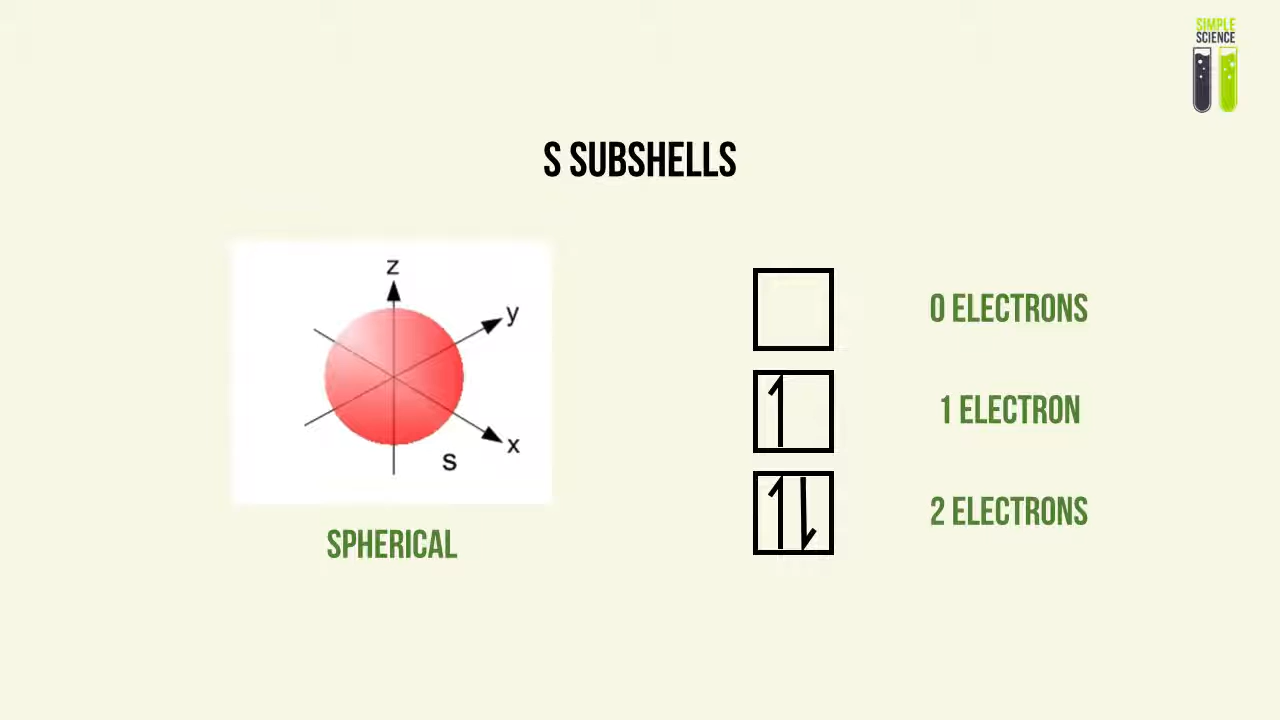 SIMPLE
SCIENCE
S SUBSHELLS
z
y
x
s
SPHERICAL
0 ELECTRONS
1 ELECTRON
2 ELECTRONS